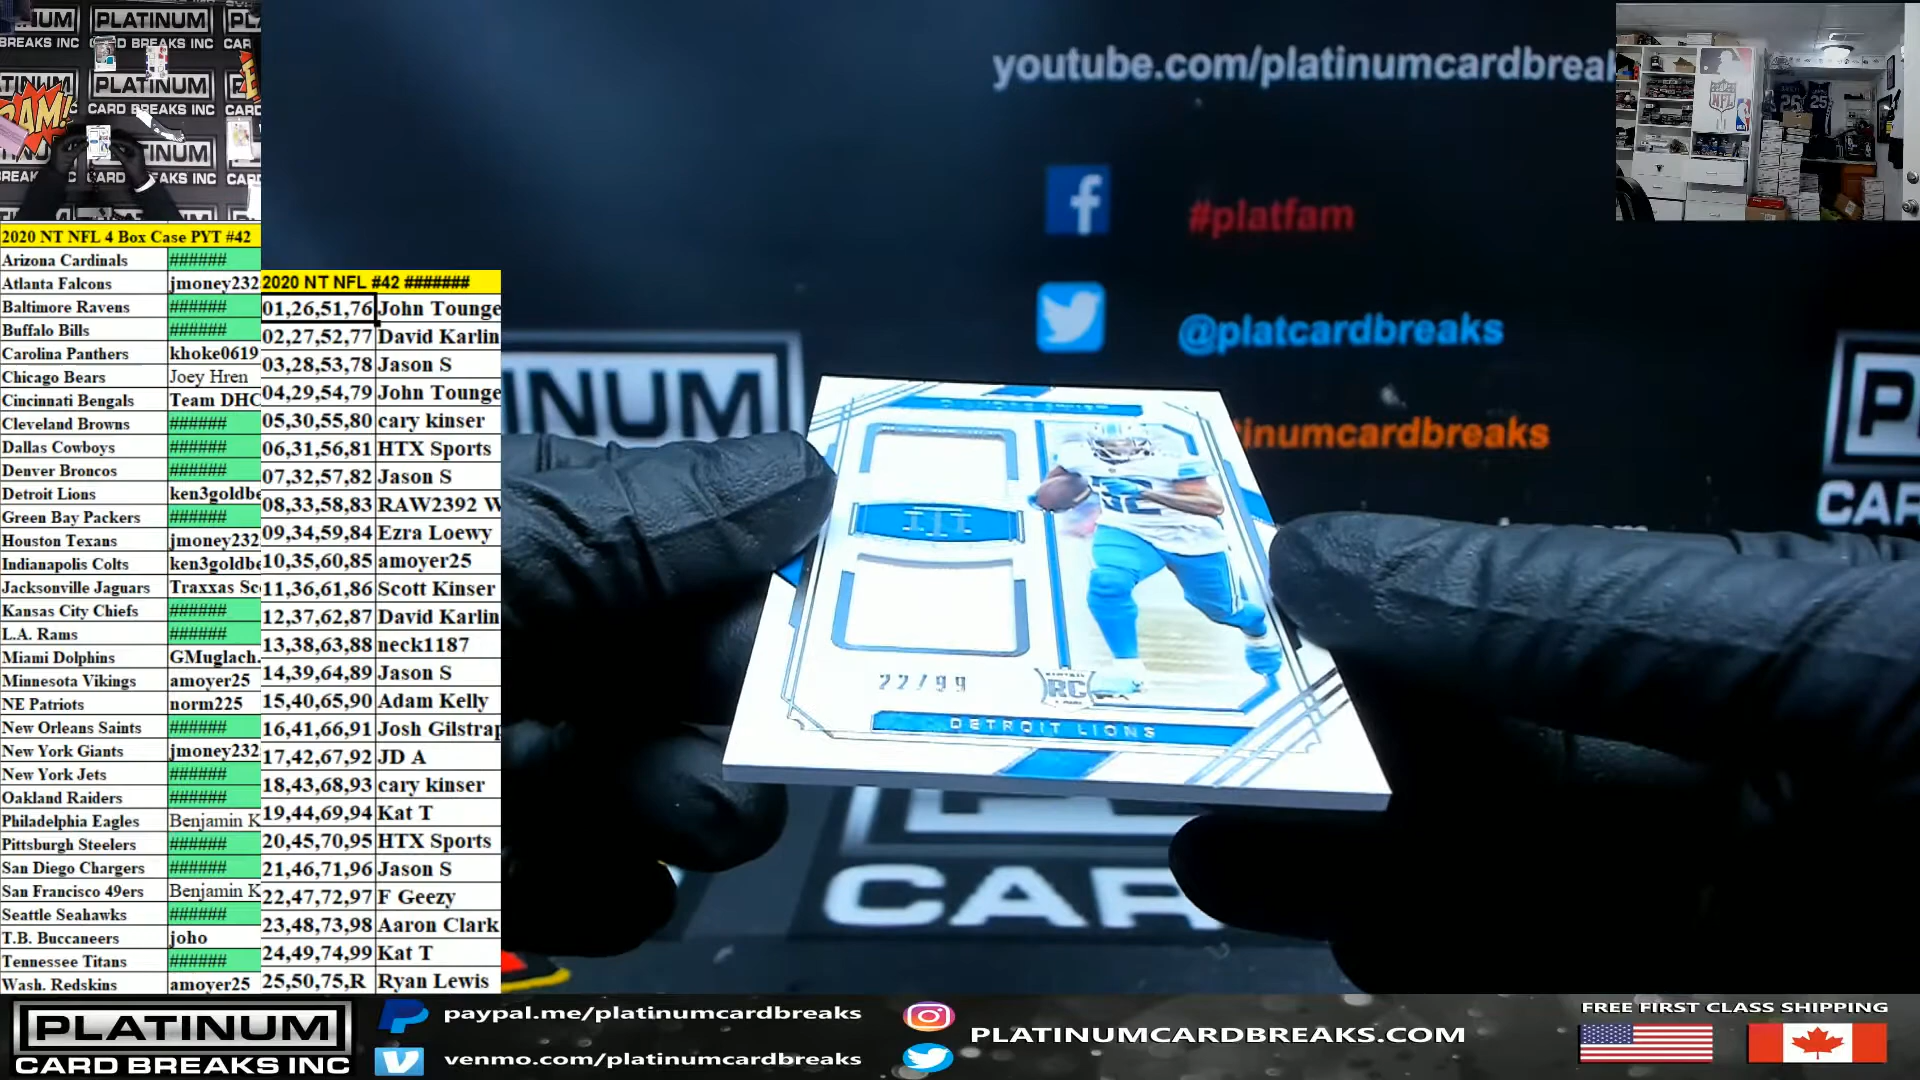 PLATINUM
CARD BREAKS INC
youtube.com/platinumcardbreak
#platfam
@platcardbreaks
tinumcardbreaks
2020 NT NFL 4 Box Case PYT #42
Arizona Cardinals ######
Atlanta Falcons jmoney232
Baltimore Ravens ######
Buffalo Bills ######
Carolina Panthers khoke0619
Chicago Bears Joey Hren
Cincinnati Bengals Team DHC
Cleveland Browns ######
Dallas Cowboys ######
Denver Broncos ######
Detroit Lions ken3goldbe
Green Bay Packers ######
Houston Texans jmoney232
Indianapolis Colts ken3goldbe
Jacksonville Jaguars Traxxas Sc
Kansas City Chiefs ######
L.A. Rams ######
Miami Dolphins GMuglach.
Minnesota Vikings amoyer25
NE Patriots norm225
New Orleans Saints ######
New York Giants jmoney232
New York Jets ######
Oakland Raiders ######
Philadelphia Eagles Benjamin K
Pittsburgh Steelers ######
San Diego Chargers ######
San Francisco 49ers Benjamin K
Seattle Seahawks ######
T.B. Buccaneers joho
Tennessee Titans ######
Wash. Redskins amoyer25
2020 NT NFL #42 #######
01,26,51,76 John Tounge
02,27,52,77 David Karlin
03,28,53,78 Jason S
04,29,54,79 John Tounge
05,30,55,80 cary kinser
06,31,56,81 HTX Sports
07,32,57,82 Jason S
08,33,58,83 RAW2392 W
09,34,59,84 Ezra Loewy
10,35,60,85 amoyer25
11,36,61,86 Scott Kinser
12,37,62,87 David Karlin
13,38,63,88 neck1187
14,39,64,89 Jason S
15,40,65,90 Adam Kelly
16,41,66,91 Josh Gilstrap
17,42,67,92 JD A
18,43,68,93 cary kinser
19,44,69,94 Kat T
20,45,70,95 HTX Sports
21,46,71,96 Jason S
22,47,72,97 F Geezy
23,48,73,98 Aaron Clark
24,49,74,99 Kat T
25,50,75,R Ryan Lewis
INUM
22/99
RC
DETROIT LIONS
CAR
P
CAR
PLATINUM
CARD BREAKS INC
paypal.me/platinumcardbreaks
venmo.com/platinumcardbreaks
PLATINUMCARDBREAKS.COM
FREE FIRST CLASS SHIPPING